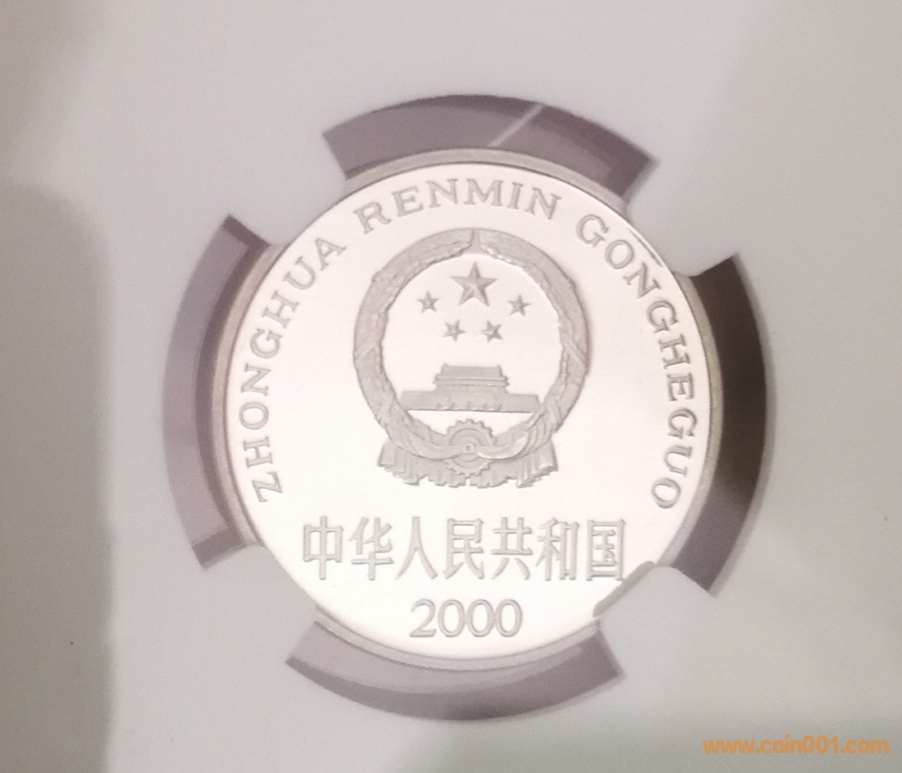 ZHONGHUA RENMIN GONGHEGUO
中华人民共和国
2000
www.coin001.com